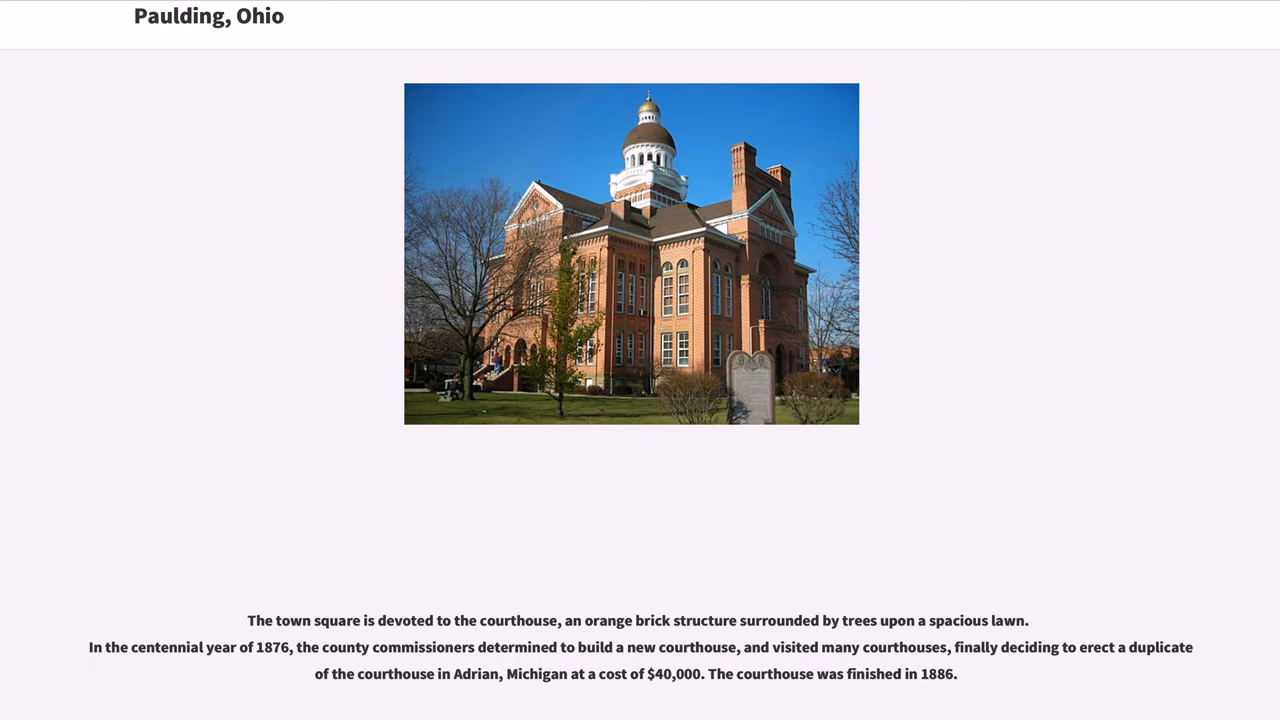 Paulding, Ohio
The town square is devoted to the courthouse, an orange brick structure surrounded by trees upon a spacious lawn.
In the centennial year of 1876, the county commissioners determined to build a new courthouse, and visited many courthouses, finally deciding to erect a duplicate
of the courthouse in Adrian, Michigan at a cost of $40,000. The courthouse was finished in 1886.